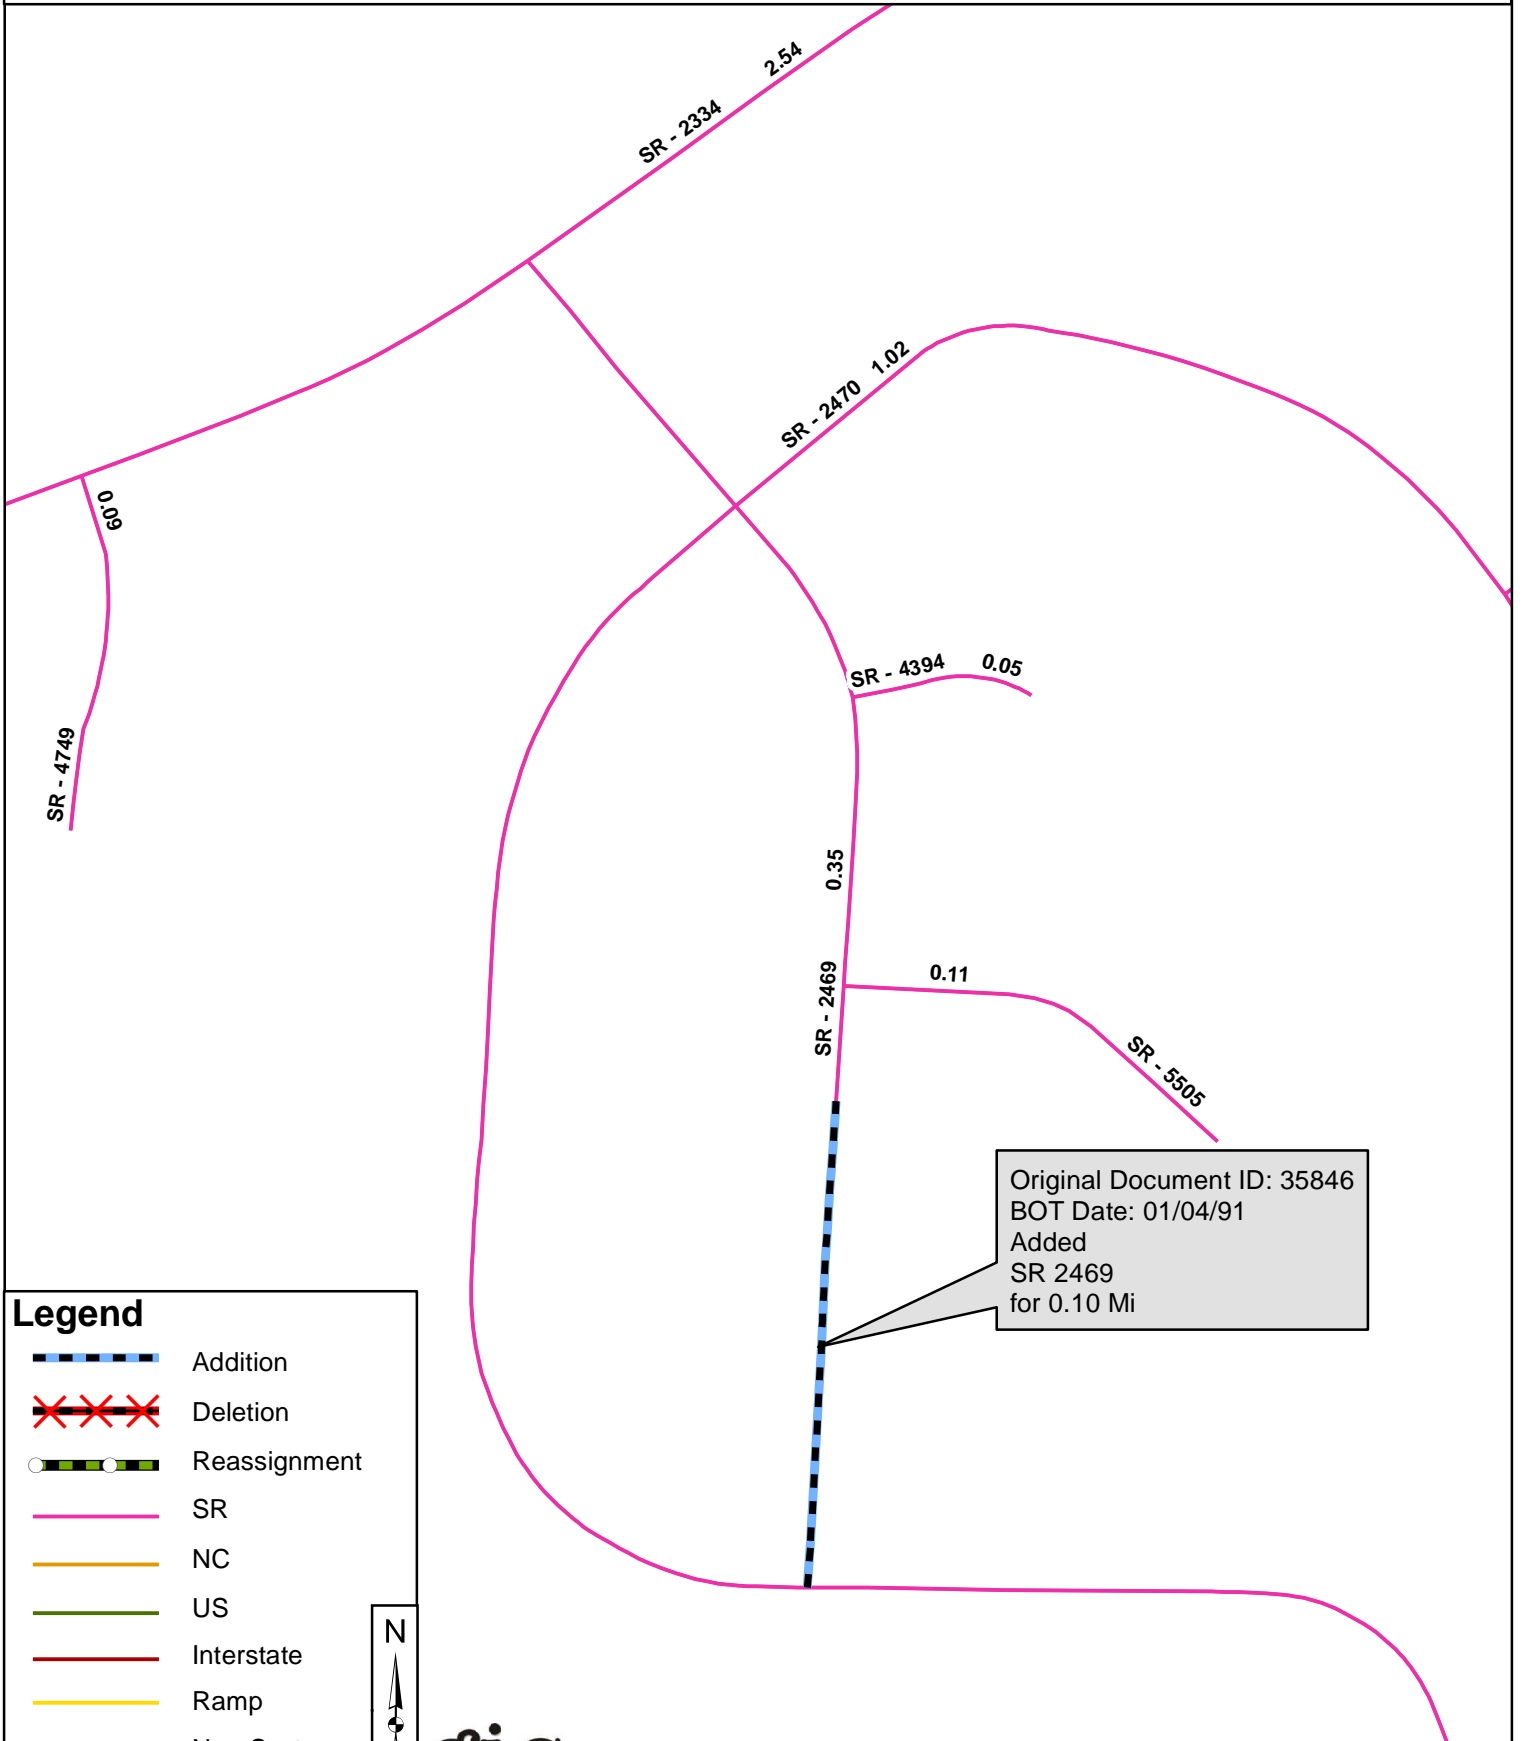 2.54
SR - 2334
1.02
SR - 2470
0.09
SR - 4394
0.05
SR - 4749
0.35
SR - 2469
0.11
SR - 5505
Original Document ID: 35846
BOT Date: 01/04/91
Added
SR 2469
for 0.10 Mi
Legend
Addition
Deletion
Reassignment
SR
NC
US
Interstate
Ramp
N